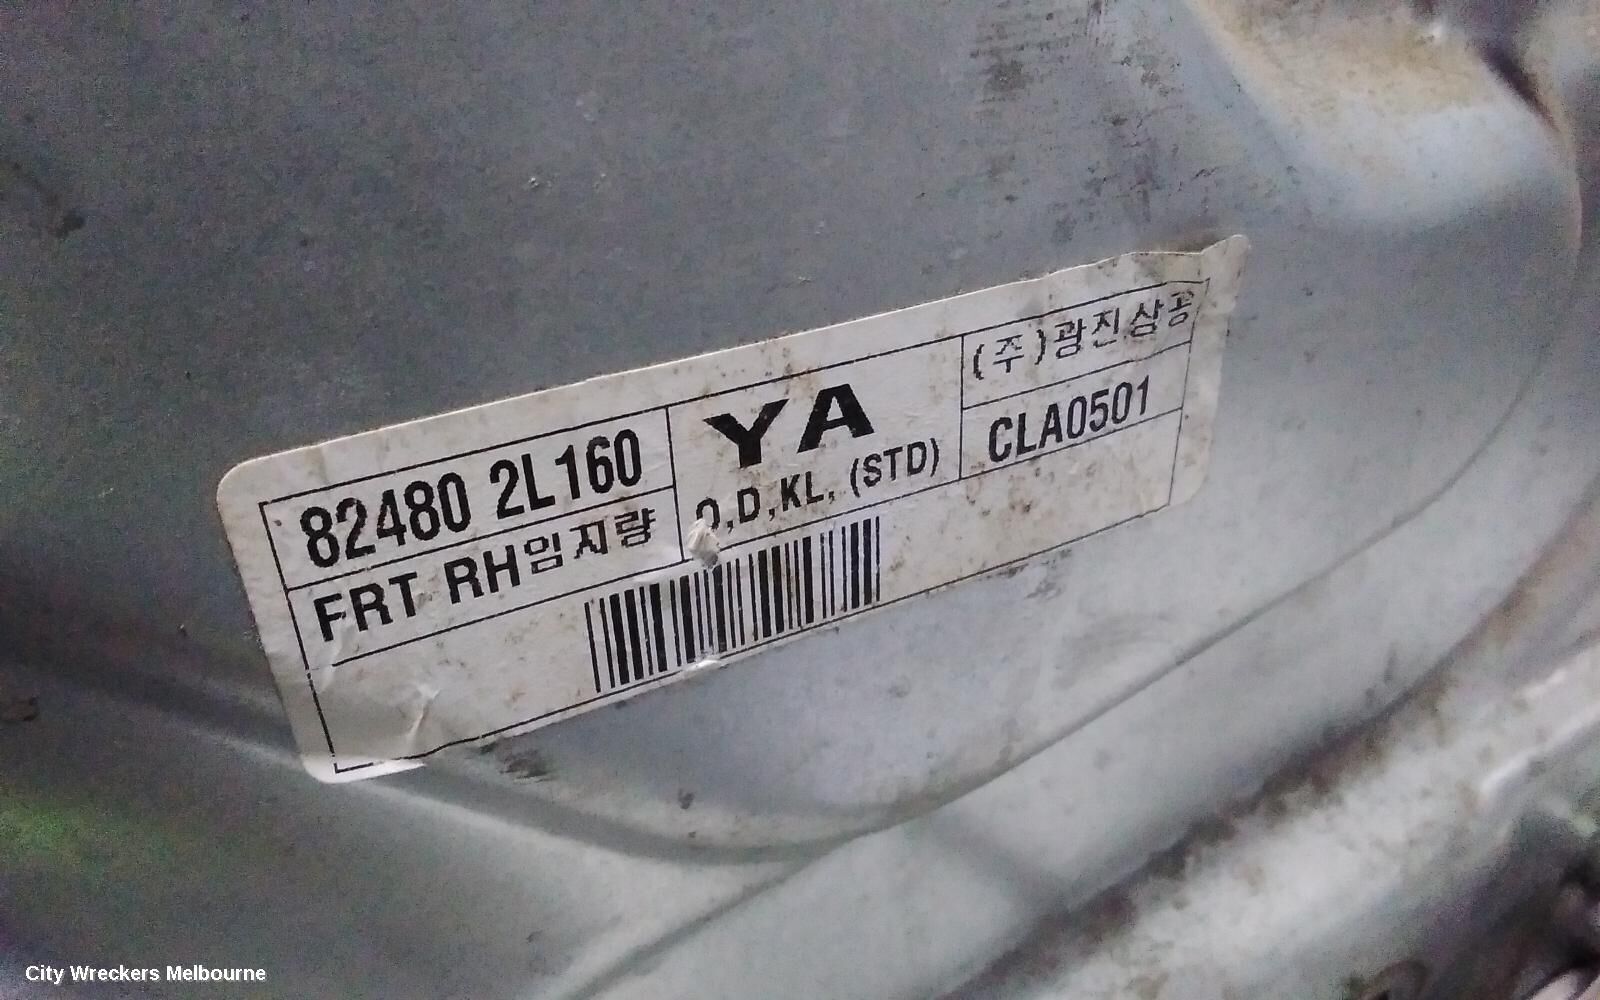 82480 2L160
FRT RH임지량
YA
O,D,KL, (STD)
(주)광진상공
CLA0501
City Wreckers Melbourne